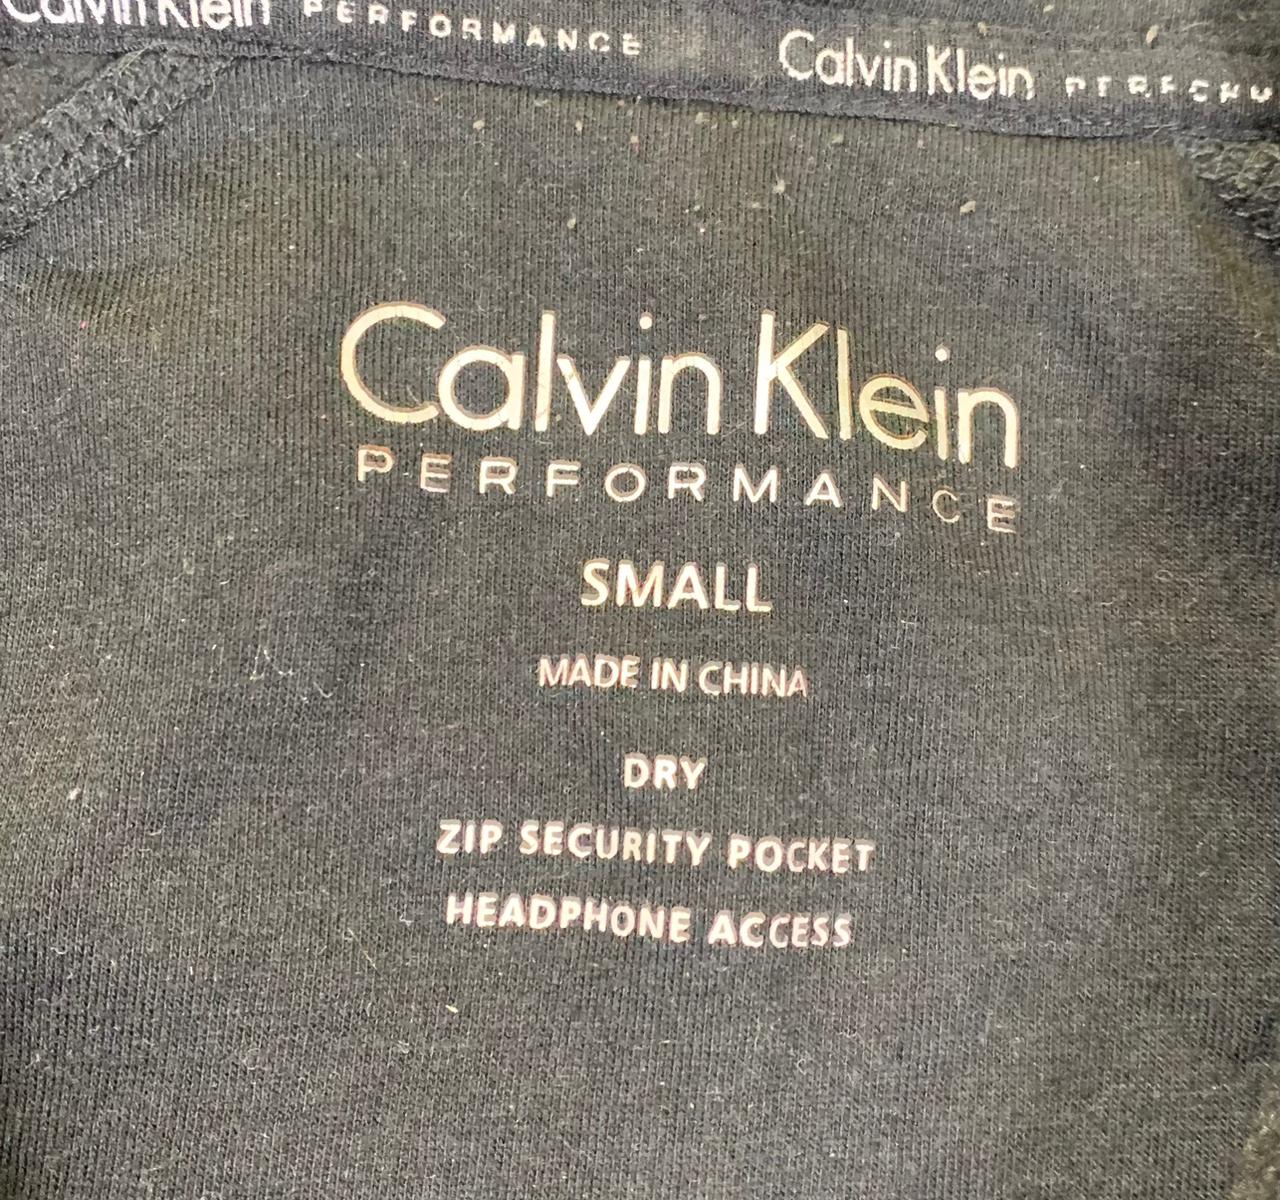 Calvin Klein PERFORMANCE
Calvin Klein
Calvin Klein
PERFORMANCE
SMALL
MADE IN CHINA
DRY
ZIP SECURITY POCKET
HEADPHONE ACCESS